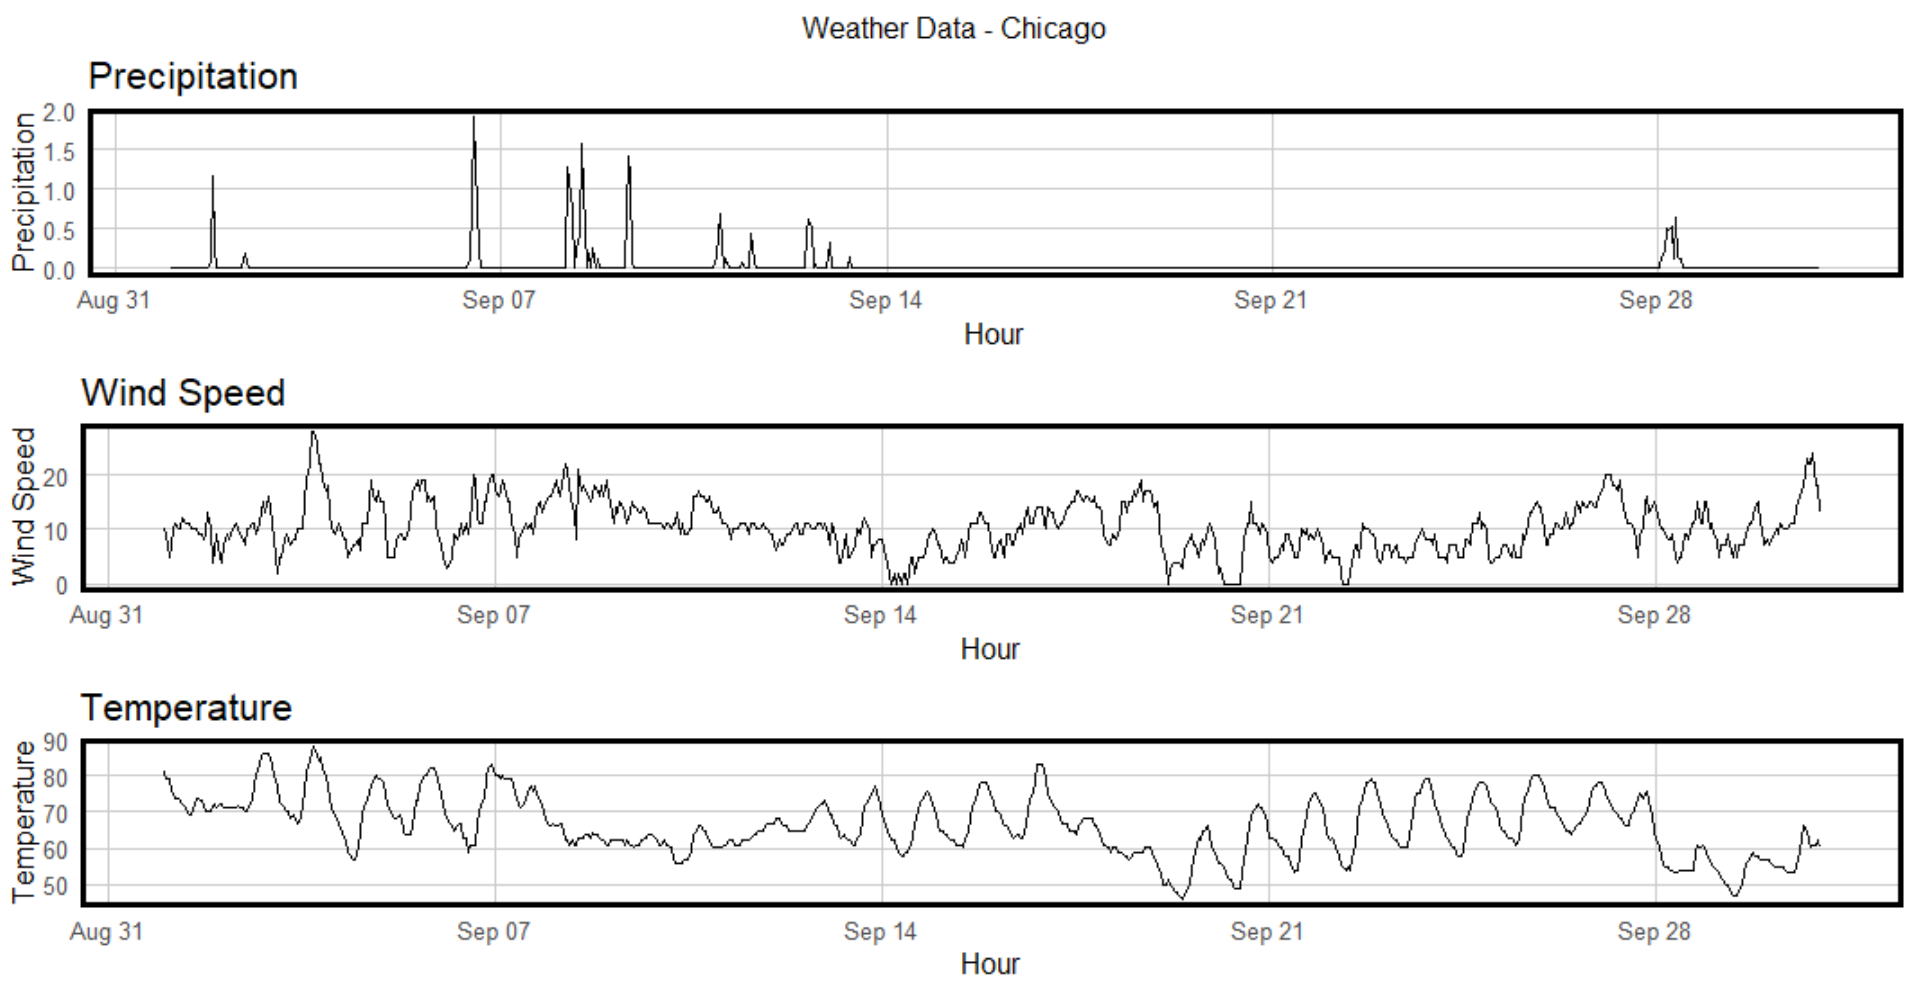 Weather Data - Chicago
Precipitation
Precipitation
2.0
1.5
1.0
0.5
0.0
Aug 31 Sep 07 Sep 14 Sep 21 Sep 28
Hour
Wind Speed
Wind Speed
20
10
0
Aug 31 Sep 07 Sep 14 Sep 21 Sep 28
Hour
Temperature
Temperature
90
80
70
60
50
Aug 31 Sep 07 Sep 14 Sep 21 Sep 28
Hour